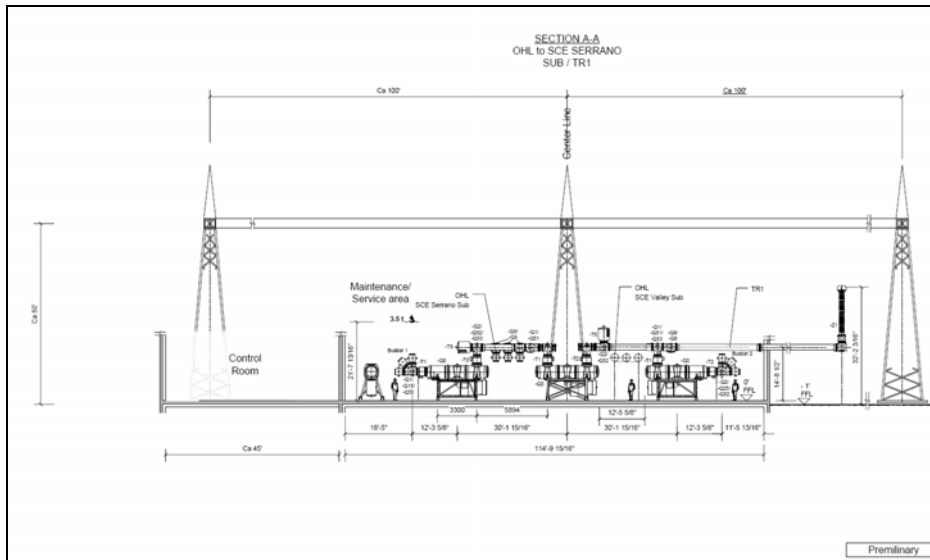 SECTION A-A
OHL to SCE SERRANO
SUB / TR1
Ca 100'
Ca 100'
Center Line
Ca 50'
Maintenance/
Service area
3.5 t
OHL
SCE Serrano Sub
OHL
SCE Valley Sub
TR1
Control
Room
21'-7 13/16"
Busbar 1
Busbar 2
0'
FFL
14'-8 1/2"
- 1'
FFL
32'-2 3/16"
3300
5894
12'-5 5/8"
18'-5"
12'-3 5/8"
30'-1 15/16"
30'-1 15/16"
12'-3 5/8"
11'-5 13/16"
Ca 45'
114'-9 15/16"
Premilinary